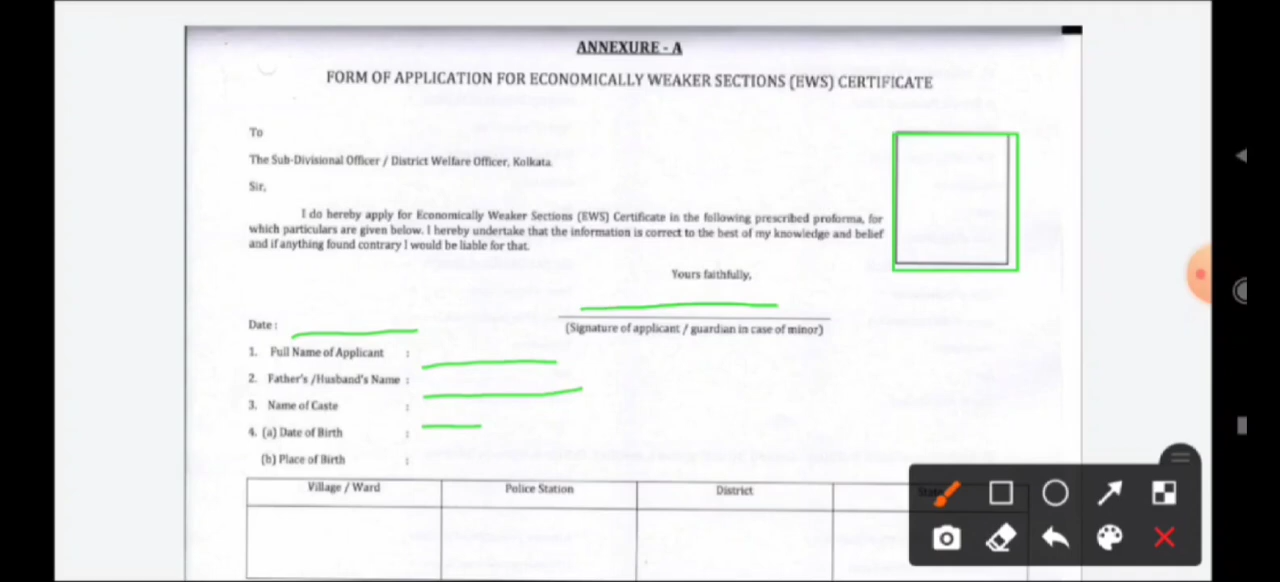 ANNEXURE - A
FORM OF APPLICATION FOR ECONOMICALLY WEAKER SECTIONS (EWS) CERTIFICATE
To
The Sub-Divisional Officer / District Welfare Officer, Kolkata
Sir,
I do hereby apply for Economically Weaker Sections (EWS) Certificate in the following prescribed proforma, for
which particulars are given below. I hereby undertake that the information is correct to the best of my knowledge and belief
and if anything found contrary I would be liable for that.
Yours faithfully,
Date :
(Signature of applicant / guardian in case of minor)
1. Full Name of Applicant :
2. Father's /Husband's Name :
3. Name of Caste :
4. (a) Date of Birth :
(b) Place of Birth :
Village / Ward Police Station District